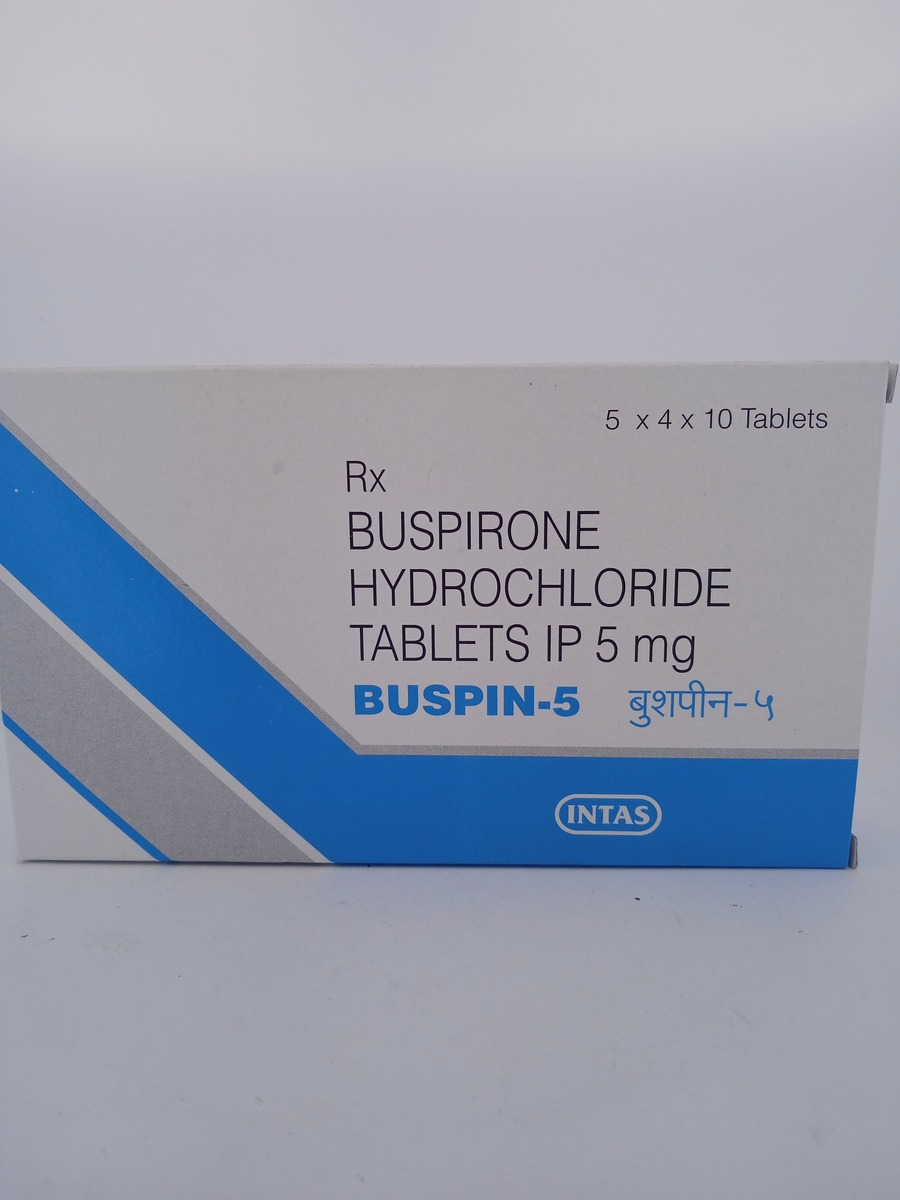 5 x 4 x 10 Tablets
Rx
BUSPIRONE
HYDROCHLORIDE
TABLETS IP 5 mg
BUSPIN-5 बुशपीन-५
INTAS